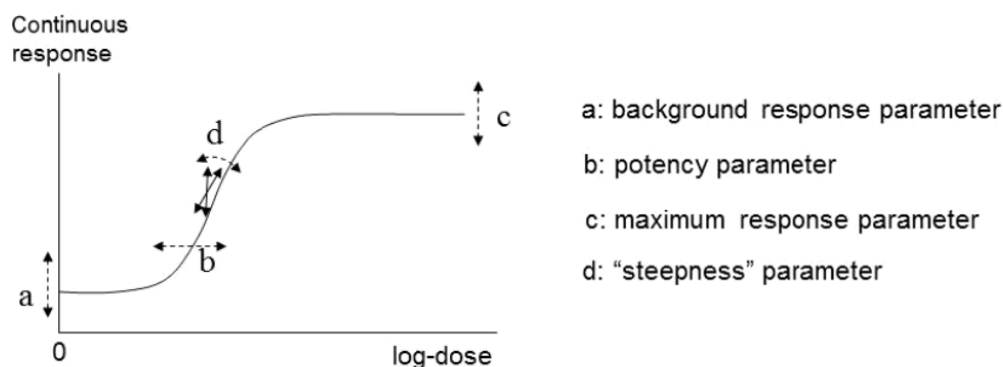 Continuous
response
a: background response parameter
c
d
b: potency parameter
c: maximum response parameter
b
d: “steepness” parameter
a
0
log-dose